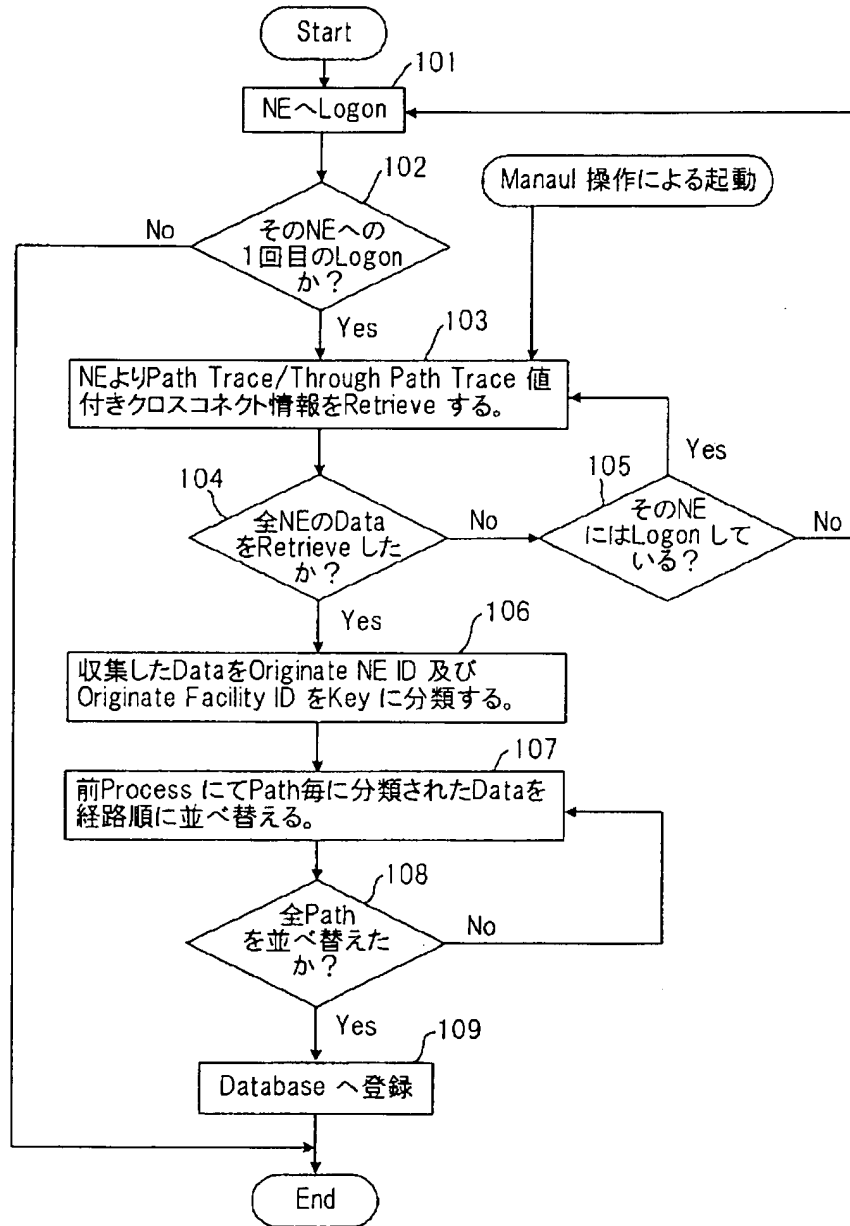 Start
101
NEへLogon
102
Manaul 操作による起動
No
そのNEへの
1回目のLogon
か？
Yes
103
NEよりPath Trace/Through Path Trace 値
付きクロスコネクト情報をRetrieve する。
Yes
104
105
全NEのData
をRetrieve したか？
No
そのNE
にはLogon して
いる？
No
Yes
106
収集したDataをOriginate NE ID 及び
Originate Facility ID をKey に分類する。
107
前Process にてPath毎に分類されたDataを
経路順に並べ替える。
108
全Path
を並べ替えた
か？
No
Yes
109
Database へ登録
End